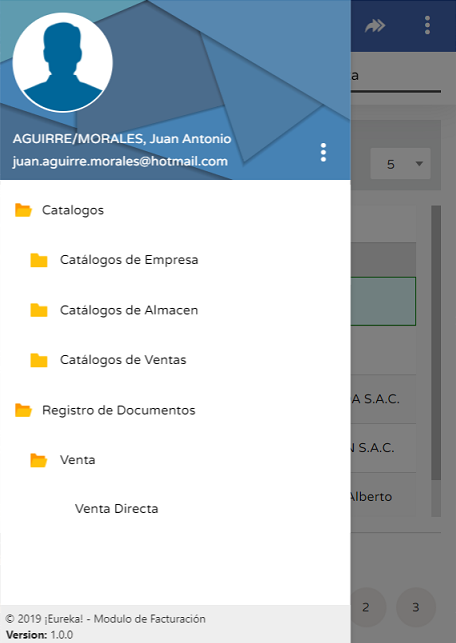 a
AGUIRRE/MORALES, Juan Antonio
juan.aguirre.morales@hotmail.com
5
Catalogos
Catálogos de Empresa
Catálogos de Almacen
Catálogos de Ventas
A S.A.C.
Registro de Documentos
N S.A.C.
Venta
Alberto
Venta Directa
2
3
© 2019 ¡Eureka! - Modulo de Facturación
Version: 1.0.0